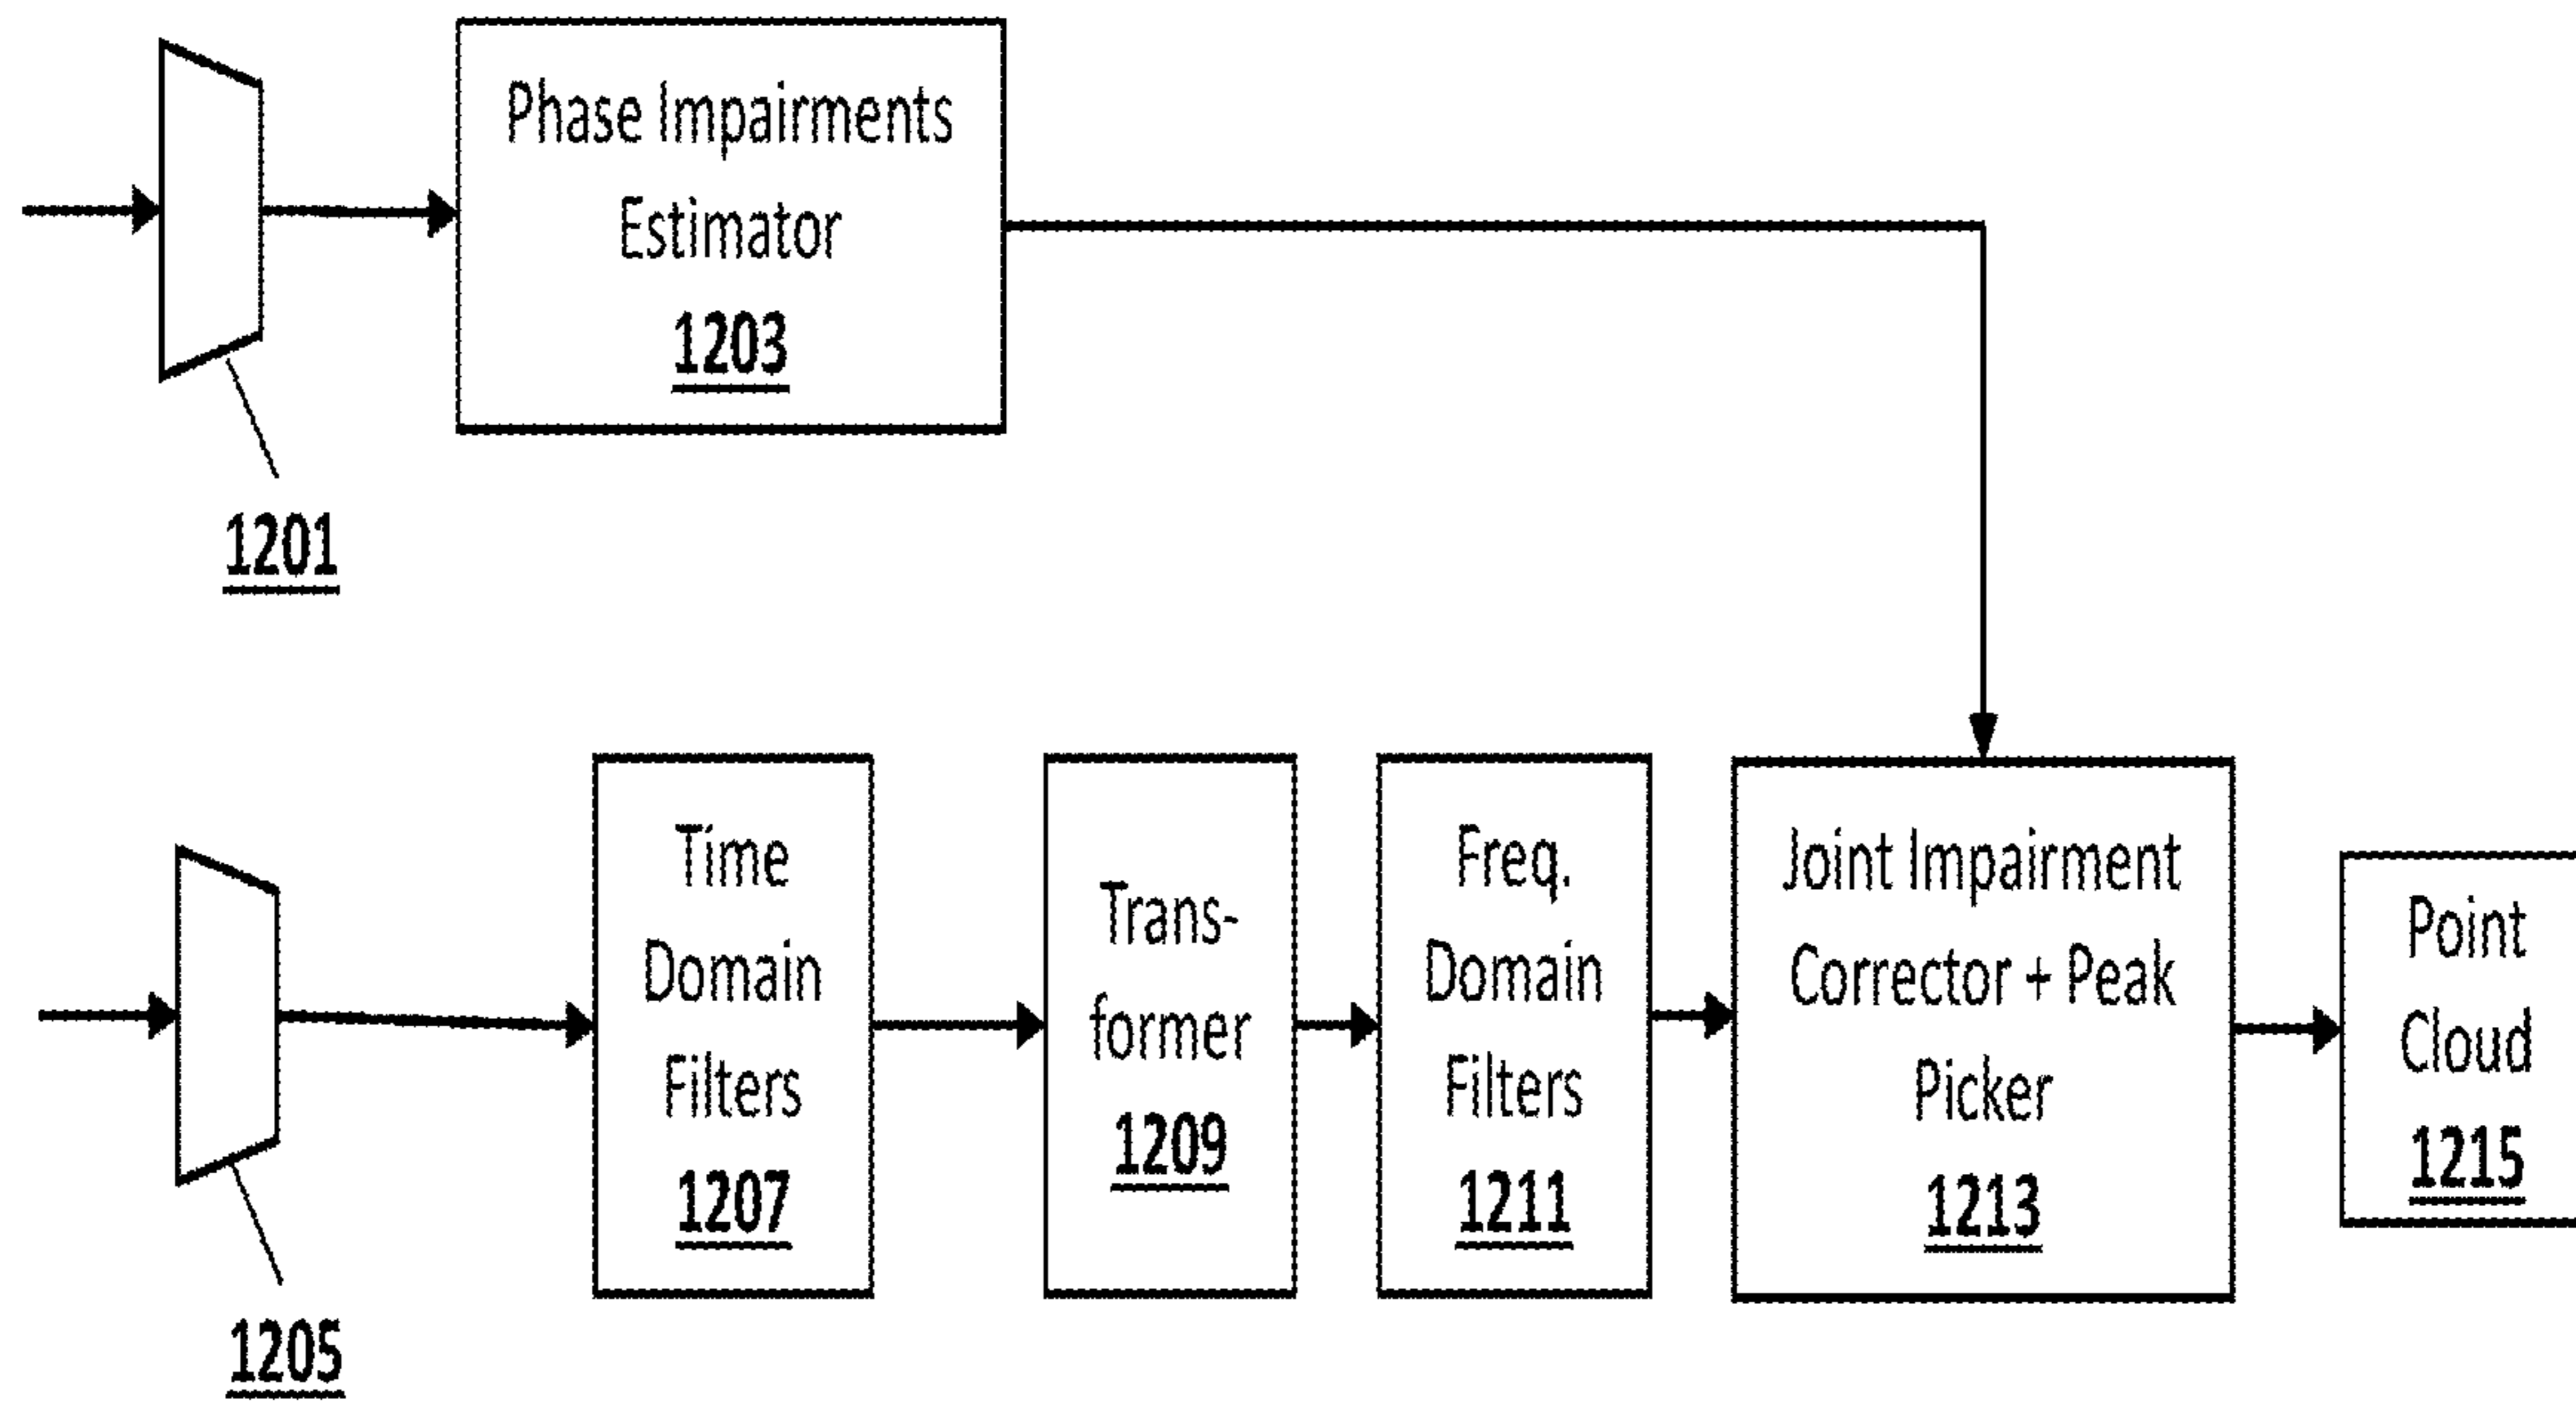 Phase Impairments
Estimator
1203
1201
Time
Domain
Filters
1207
Trans-
former
1209
Freq.
Domain
Filters
1211
Joint Impairment
Corrector + Peak
Picker
1213
Point
Cloud
1215
1205